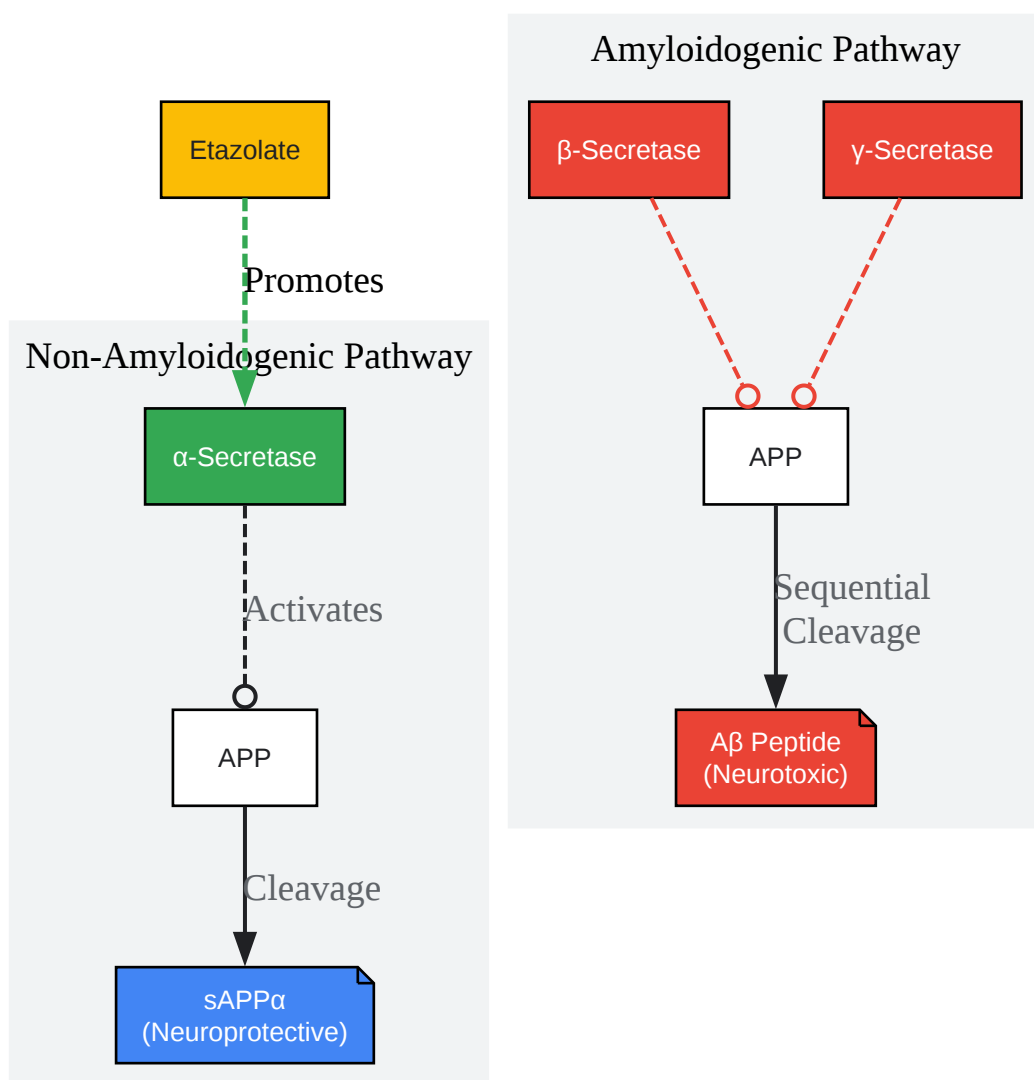 Amyloidogenic Pathway
Etazolate
β-Secretase
γ-Secretase
Promotes
Non-Amyloidogenic Pathway
α-Secretase
APP
Activates
Sequential
Cleavage
APP
Aβ Peptide
(Neurotoxic)
Cleavage
sAPPα
(Neuroprotective)